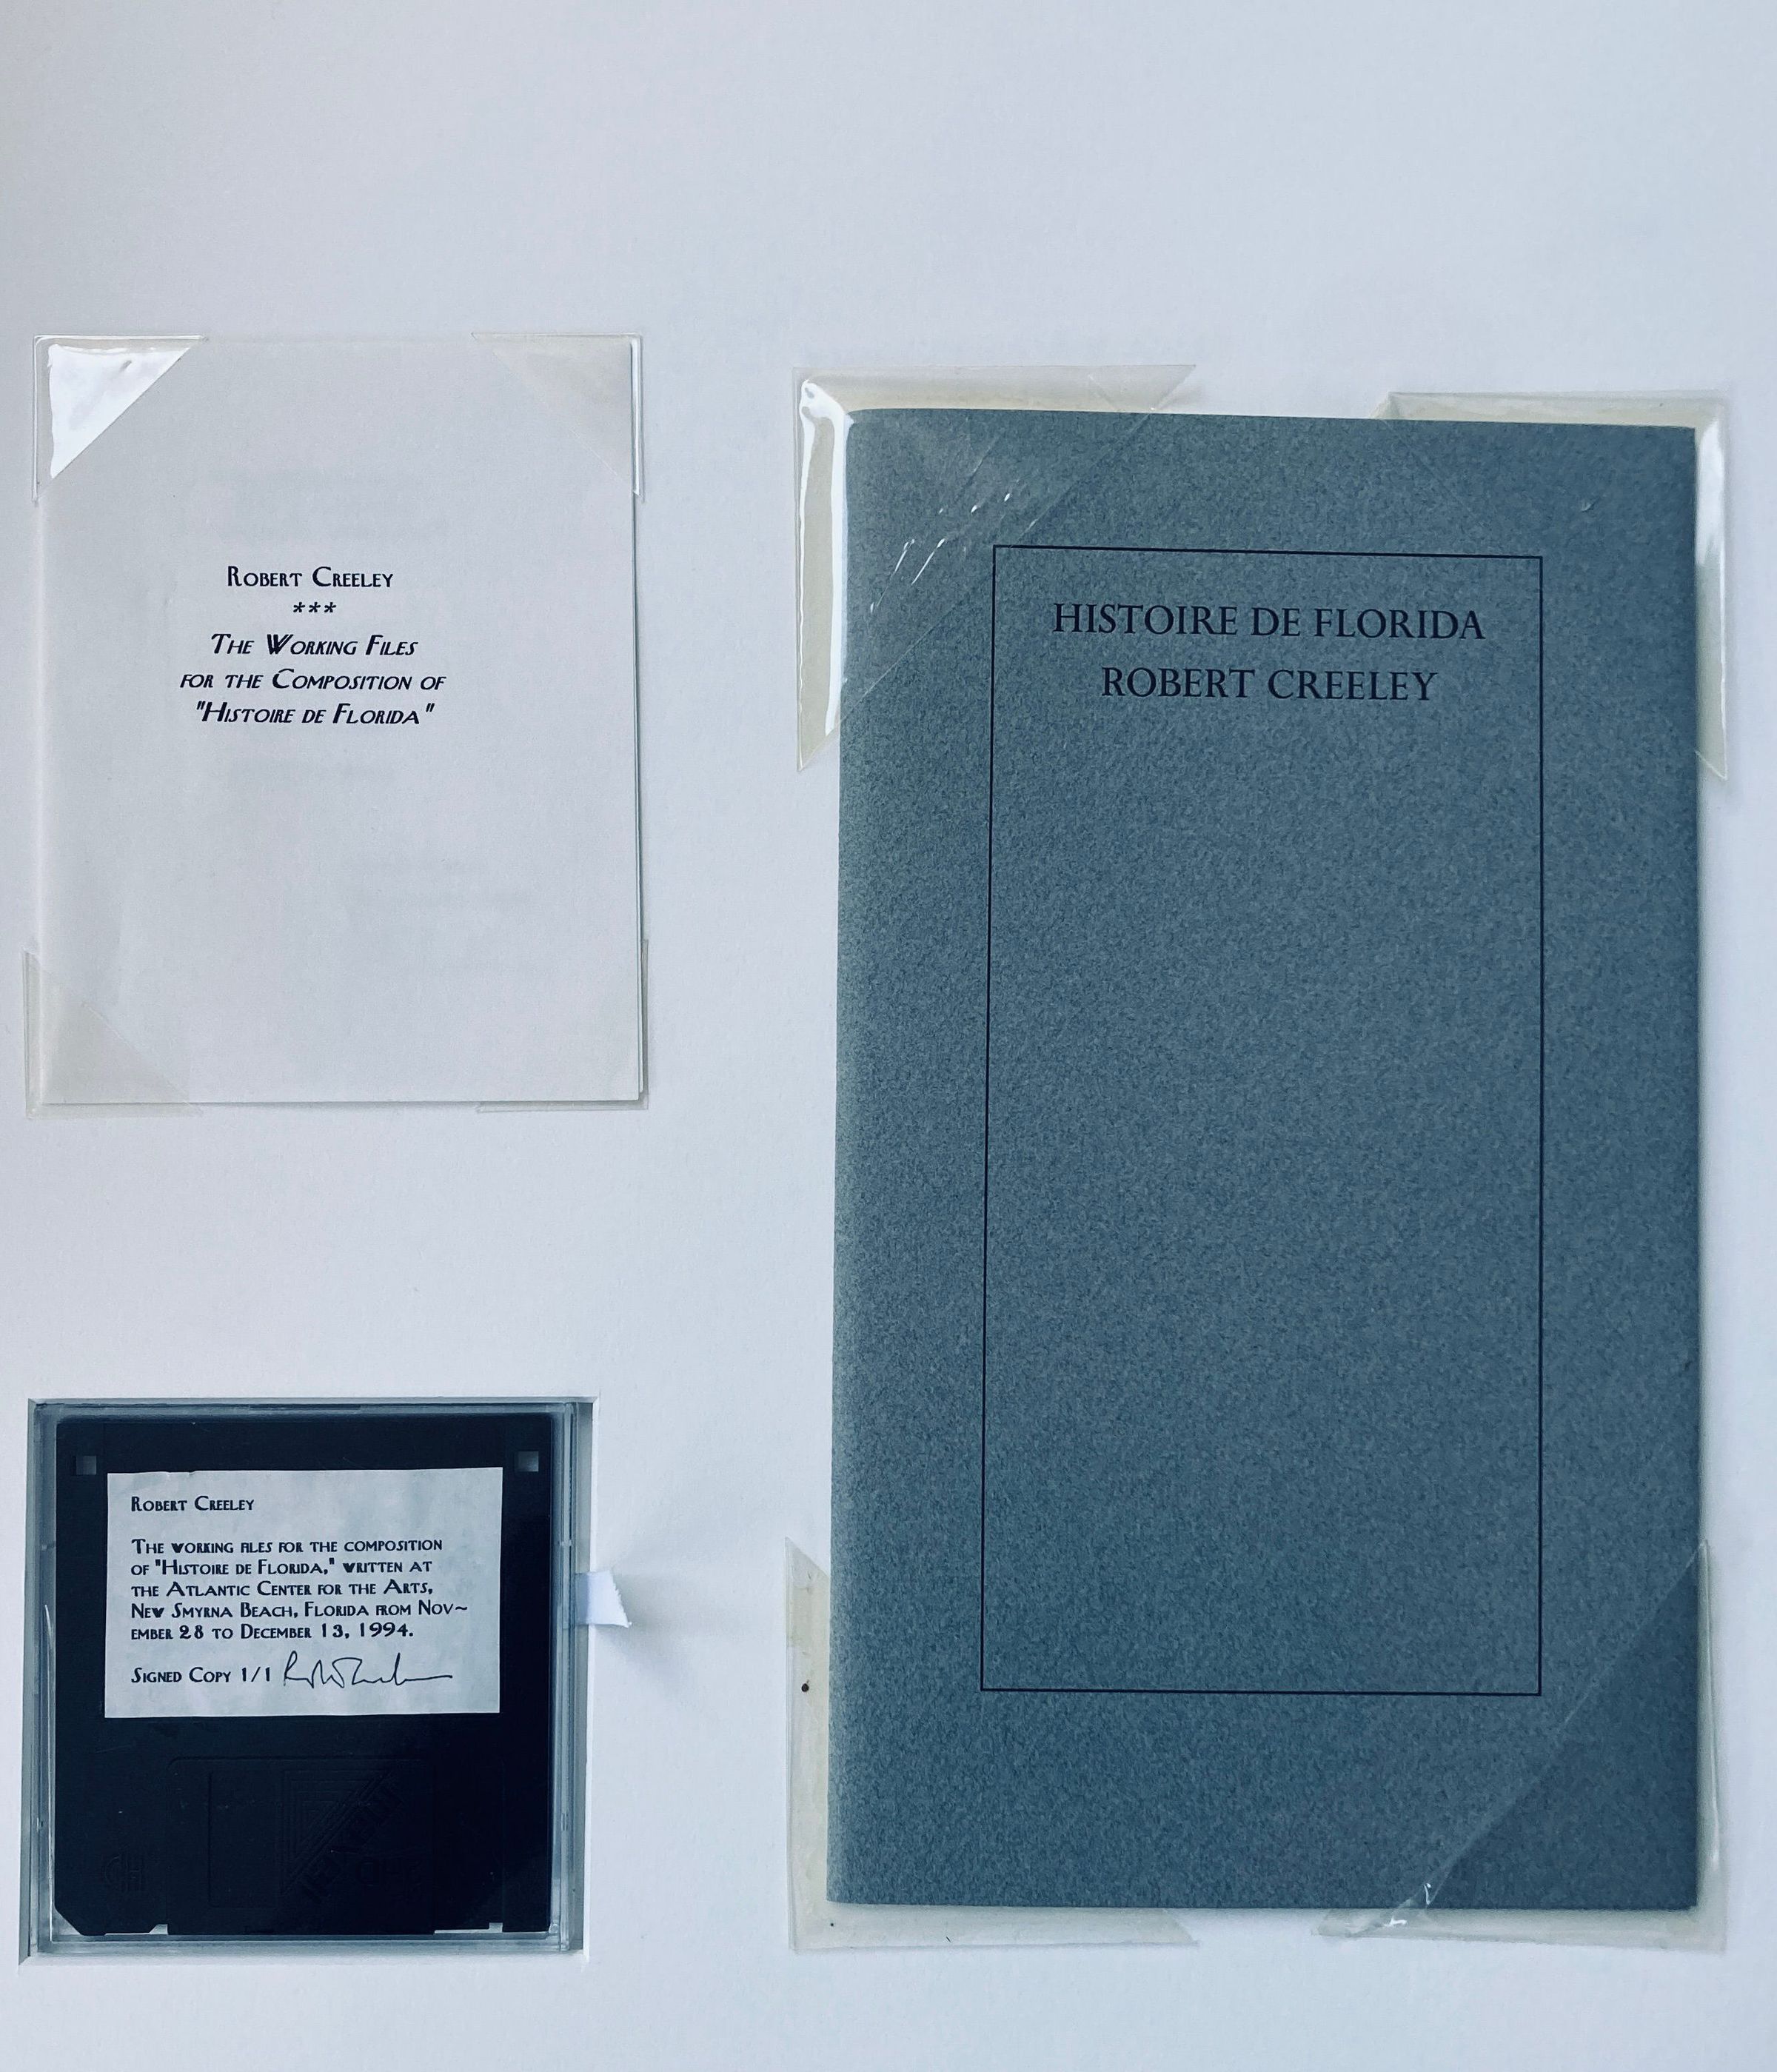 Robert Creeley
***
The Working Files
for the Composition of
"Histoire de Florida"
HISTOIRE DE FLORIDA
ROBERT CREELEY
Robert Creeley
The working files for the composition
of "Histoire de Florida," written at
the Atlantic Center for the Arts,
New Smyrna Beach, Florida from Nov~
ember 28 to December 13, 1994.
Signed Copy 1/1
HD